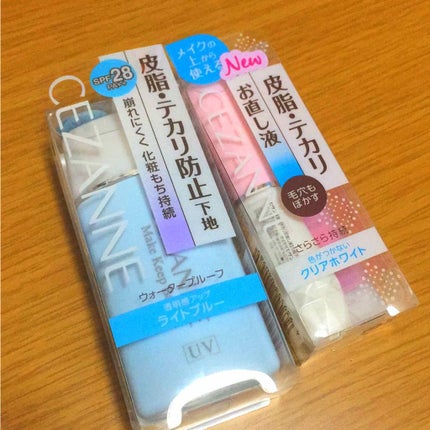 SPF28
皮脂・テカリ防止下地
崩れにくく 化粧もち持続
CEZANNE
Make Keep
ウォータープルーフ
透明感アップ
ライトブルー
UV
メイクの
上から
使える
New
皮脂・テカリ
お直し液
毛穴も
ぼかす
CEZANNE
さらさら持続
色がつかない
クリアホワイト